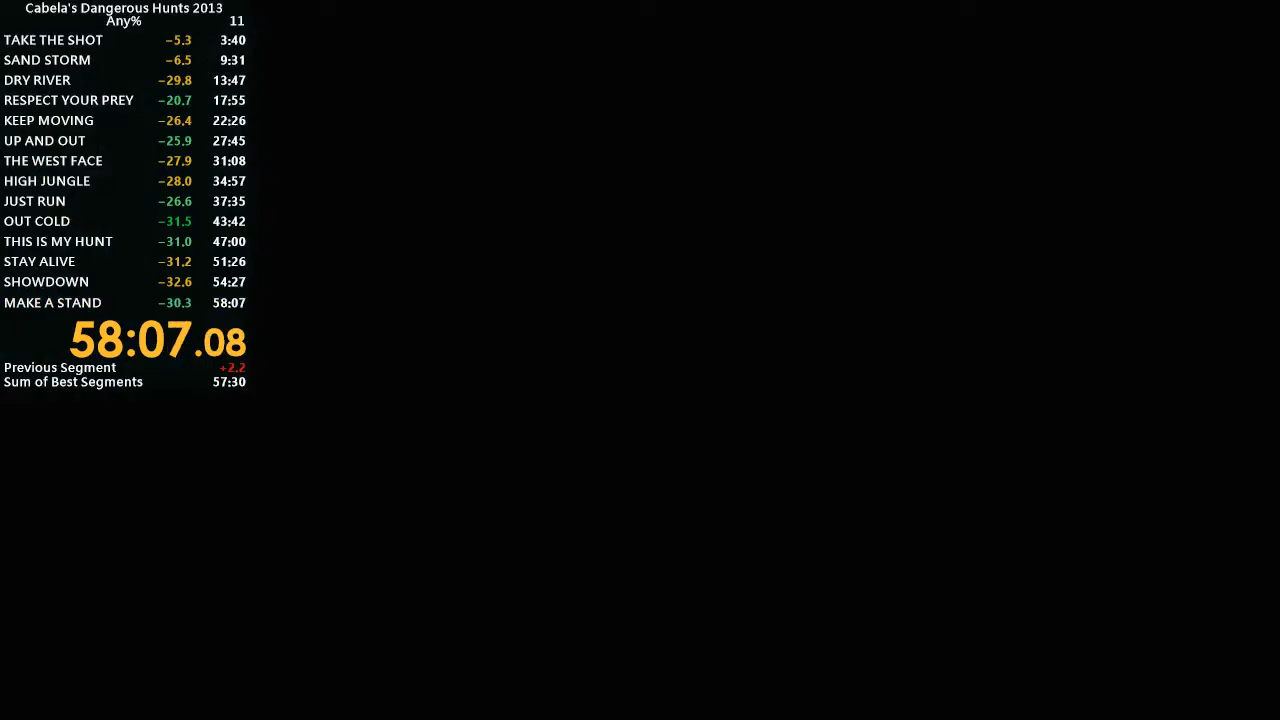 Cabela's Dangerous Hunts 2013
Any% 11
TAKE THE SHOT −5.3 3:40
SAND STORM −6.5 9:31
DRY RIVER −29.8 13:47
RESPECT YOUR PREY −20.7 17:55
KEEP MOVING −26.4 22:26
UP AND OUT −25.9 27:45
THE WEST FACE −27.9 31:08
HIGH JUNGLE −28.0 34:57
JUST RUN −26.6 37:35
OUT COLD −31.5 43:42
THIS IS MY HUNT −31.0 47:00
STAY ALIVE −31.2 51:26
SHOWDOWN −32.6 54:27
MAKE A STAND −30.3 58:07
58:07.08
Previous Segment +2.2
Sum of Best Segments 57:30